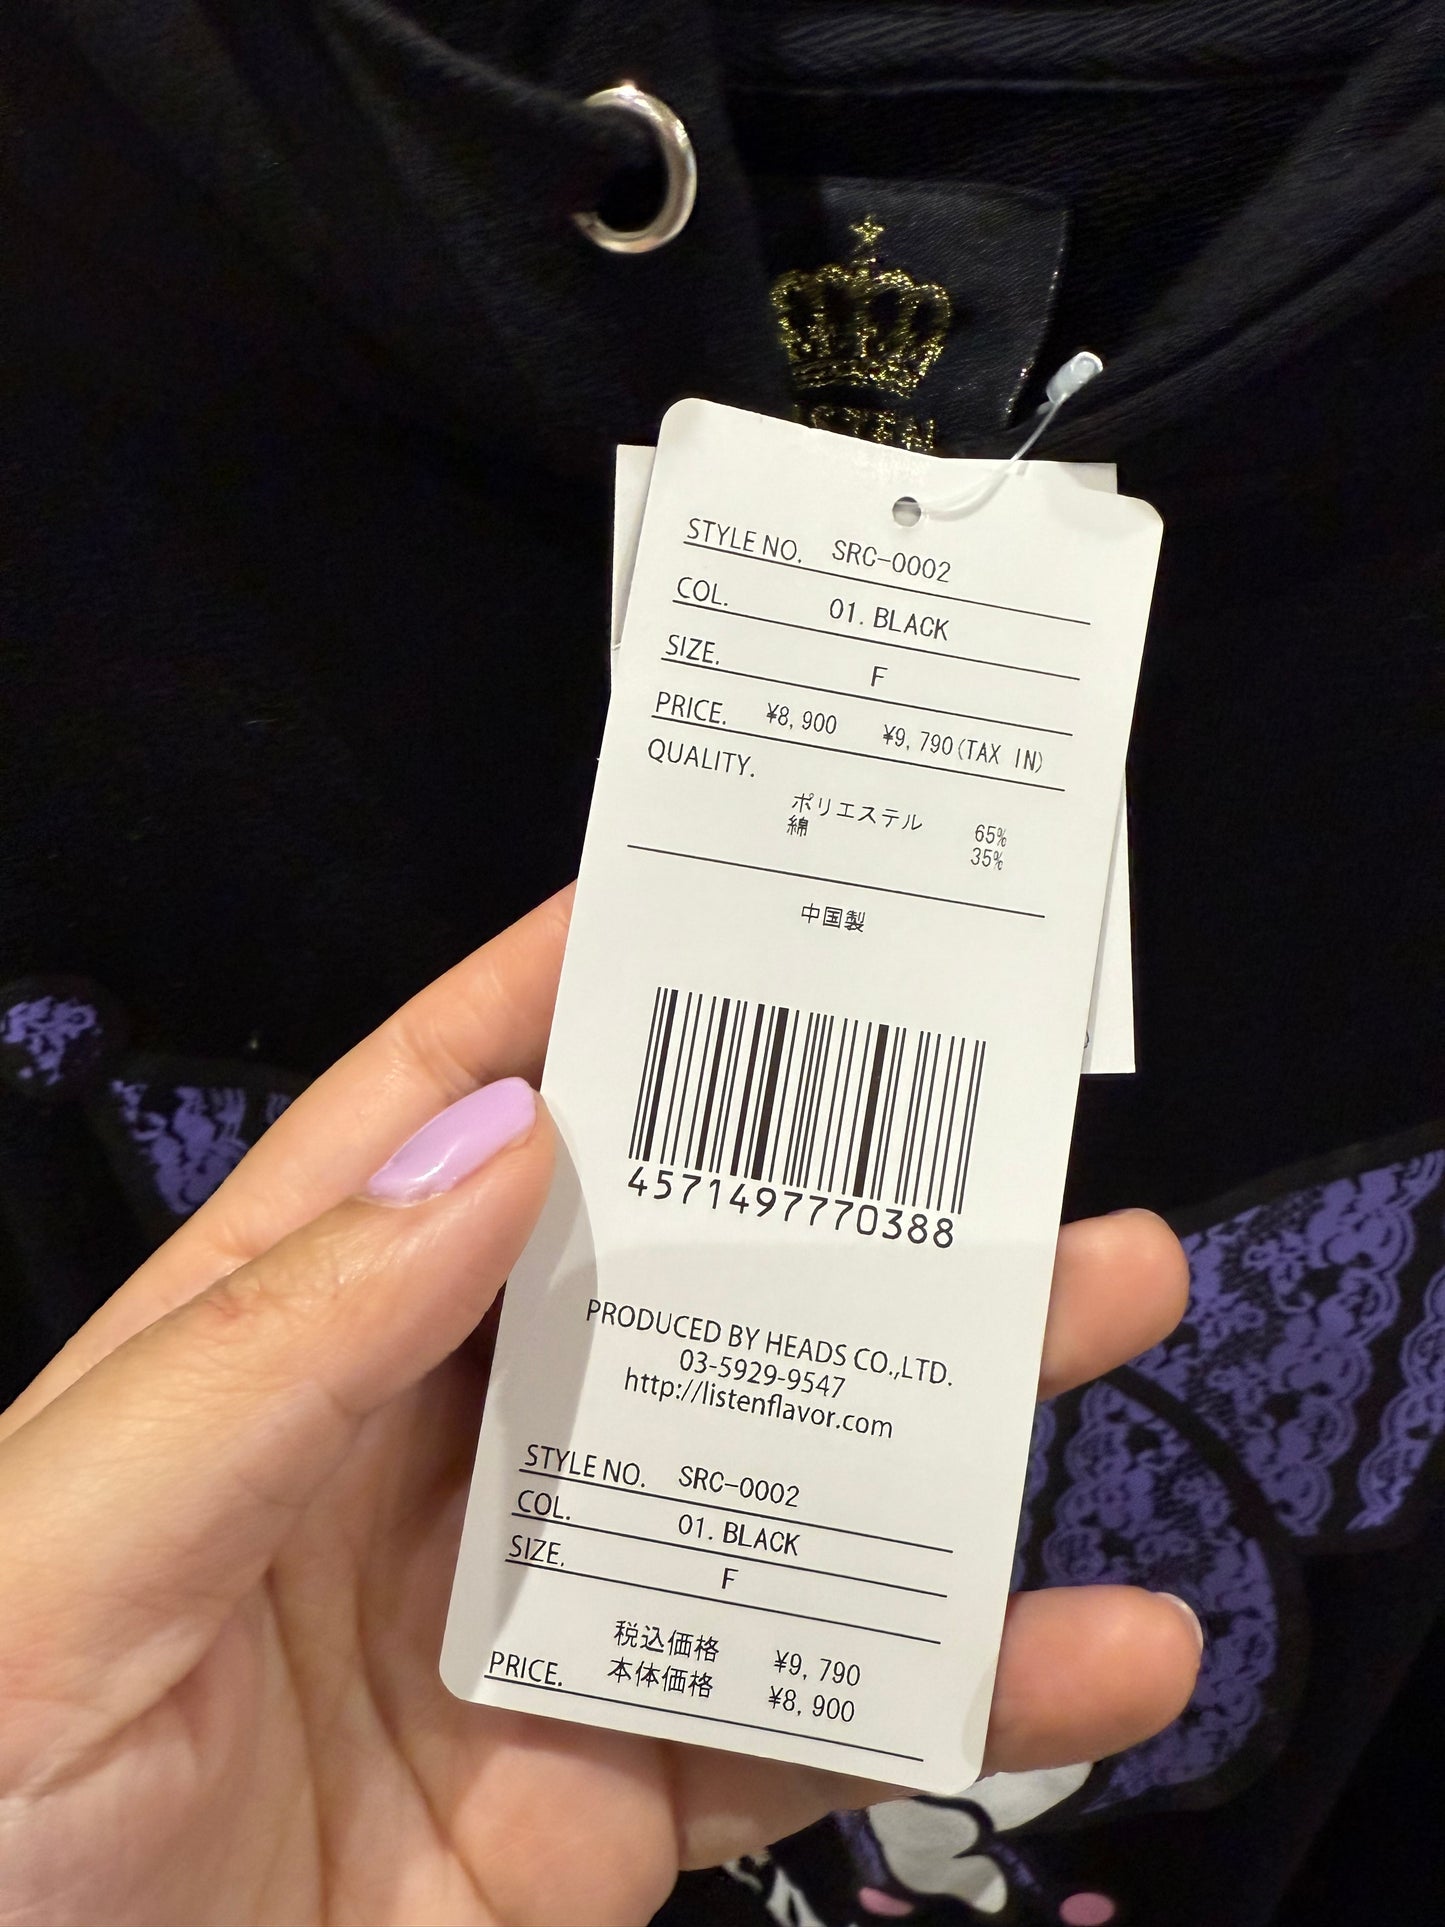 LISTEN
STYLE NO. SRC-0002
COL. 01. BLACK
SIZE. F
PRICE. ¥8,900 ¥9,790(TAX IN)
QUALITY.
ポリエステル 65%
綿 35%
中国製
4571497770388
PRODUCED BY HEADS CO.,LTD.
03-5929-9547
http://listenflavor.com
STYLE NO. SRC-0002
COL. 01. BLACK
SIZE. F
税込価格 ¥9,790
PRICE. 本体価格 ¥8,900